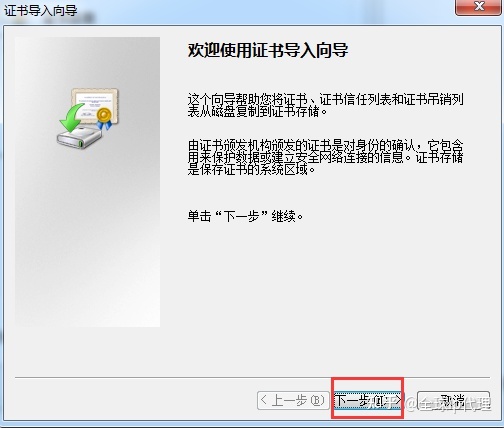 证书导入向导
欢迎使用证书导入向导
这个向导帮助您将证书、证书信任列表和证书吊销列
表从磁盘复制到证书存储。
由证书颁发机构颁发的证书是对身份的确认，它包含
用来保护数据或建立安全网络连接的信息。证书存储
是保存证书的系统区域。
单击“下一步”继续。
< 上一步(B)
下一步(N) >
取消